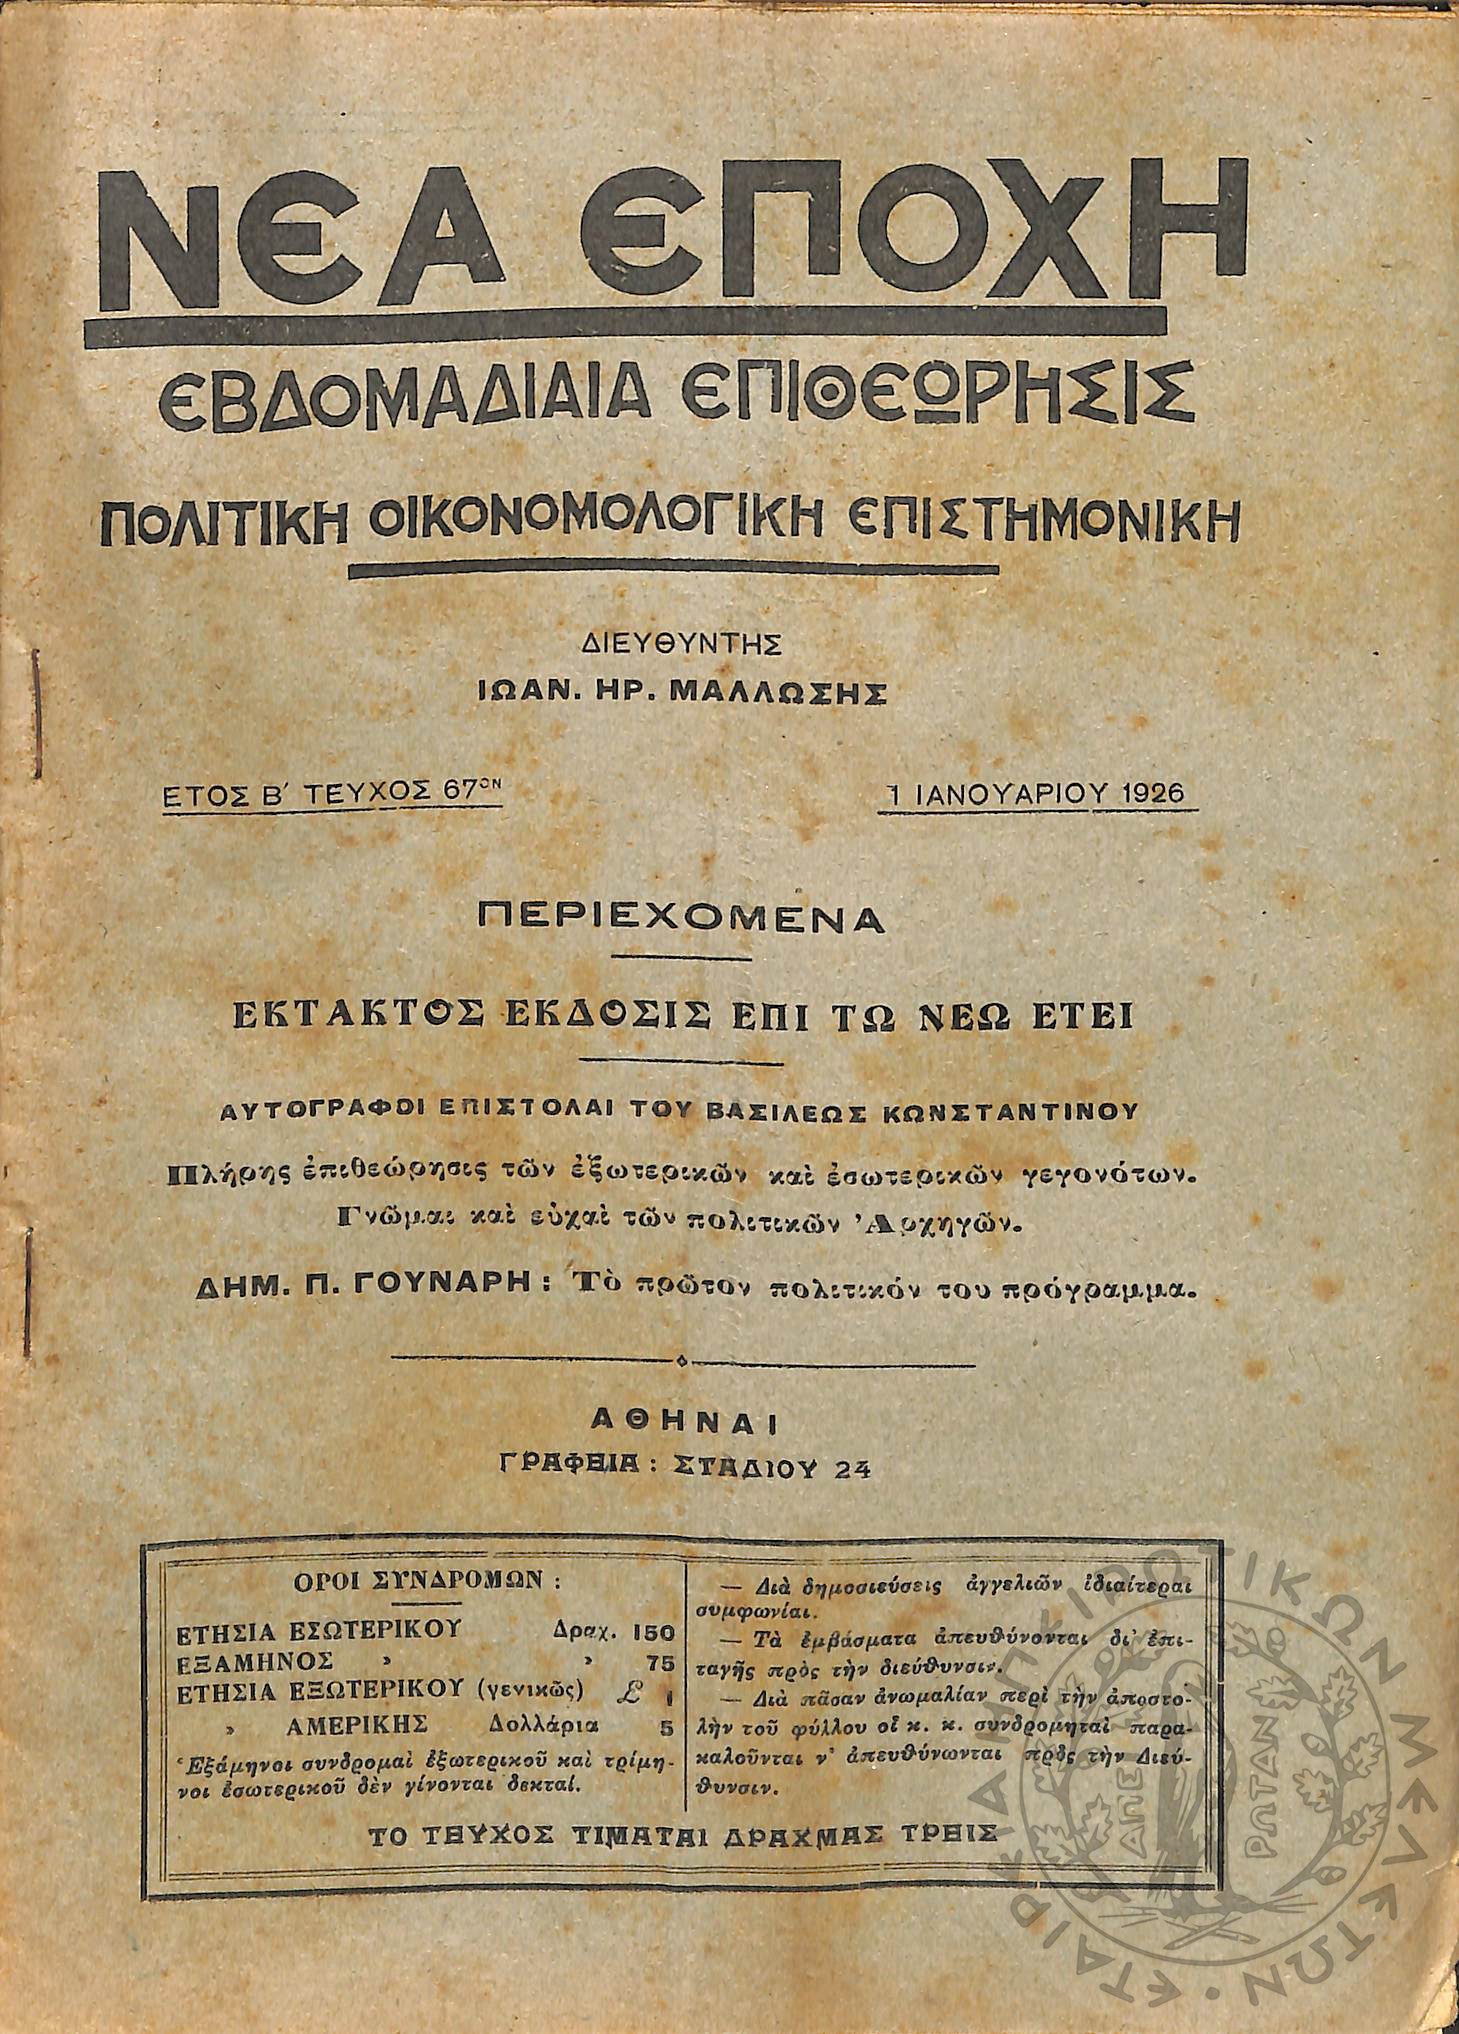 ΝΕΑ ΕΠΟΧΗ
ΕΒΔΟΜΑΔΙΑΙΑ ΕΠΙΘΕΩΡΗΣΙΣ
ΠΟΛΙΤΙΚΗ ΟΙΚΟΝΟΜΟΛΟΓΙΚΗ ΕΠΙΣΤΗΜΟΝΙΚΗ
ΔΙΕΥΘΥΝΤΗΣ
ΙΩΑΝ. ΗΡ. ΜΑΛΛΩΣΗΣ
ΕΤΟΣ Β΄ ΤΕΥΧΟΣ 67ΟΝ
1 ΙΑΝΟΥΑΡΙΟΥ 1926
ΠΕΡΙΕΧΟΜΕΝΑ
ΕΚΤΑΚΤΟΣ ΕΚΔΟΣΙΣ ΕΠΙ ΤΩ ΝΕΩ ΕΤΕΙ
ΑΥΤΟΓΡΑΦΟΙ ΕΠΙΣΤΟΛΑΙ ΤΟΥ ΒΑΣΙΛΕΩΣ ΚΩΝΣΤΑΝΤΙΝΟΥ
Πλήρης ἐπιθεώρησις τῶν ἐξωτερικῶν καὶ ἐσωτερικῶν γεγονότων.
Γνῶμαι καὶ εὐχαὶ τῶν πολιτικῶν Ἀρχηγῶν.
ΔΗΜ. Π. ΓΟΥΝΑΡΗ : Τὸ πρῶτον πολιτικόν του πρόγραμμα.
ΑΘΗΝΑΙ
ΓΡΑΦΕΙΑ : ΣΤΑΔΙΟΥ 24
ΟΡΟΙ ΣΥΝΔΡΟΜΩΝ :
ΕΤΗΣΙΑ ΕΣΩΤΕΡΙΚΟΥ Δραχ. 150
ΕΞΑΜΗΝΟΣ » » 75
ΕΤΗΣΙΑ ΕΞΩΤΕΡΙΚΟΥ (γενικῶς) ℒ 1
» ΑΜΕΡΙΚΗΣ Δολλάρια 5
Ἑξάμηνοι συνδρομαὶ ἐξωτερικοῦ καὶ τρίμη-
νοι ἐσωτερικοῦ δὲν γίνονται δεκταί.
— Διὰ δημοσιεύσεις ἀγγελιῶν ἰδιαίτεραι
συμφωνίαι.
— Τὰ ἐμβάσματα ἀπευθύνονται δι' ἐπι-
ταγῆς πρὸς τὴν διεύθυνσιν.
— Διὰ πᾶσαν ἀνωμαλίαν περὶ τὴν ἀποστο-
λὴν τοῦ φύλλου οἱ κ. κ. συνδρομηταὶ παρα-
καλοῦνται ν' ἀπευθύνωνται πρὸς τὴν Διεύ-
θυνσιν.
ΤΟ ΤΕΥΧΟΣ ΤΙΜΑΤΑΙ ΔΡΑΧΜΑΣ ΤΡΕΙΣ
ΕΤΑΙΡΕΙΑ ΗΠΕΙΡΩΤΙΚΩΝ ΜΕΛΕΤΩΝ
ΑΠΕ
ΡΩΤΑΝ